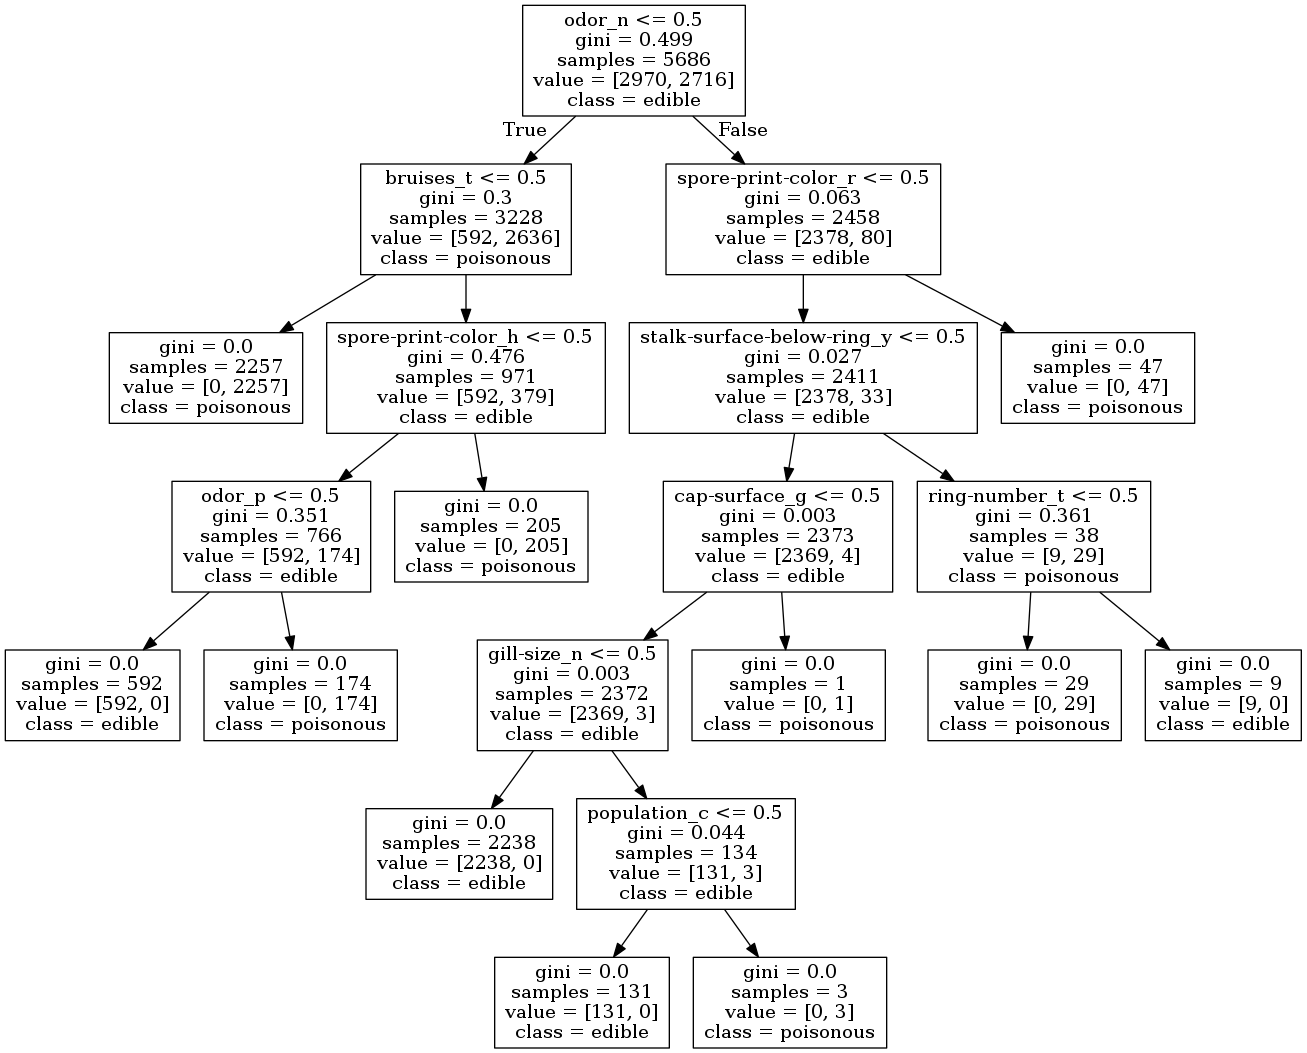 odor_n <= 0.5
gini = 0.499
samples = 5686
value = [2970, 2716]
class = edible
True
False
bruises_t <= 0.5
gini = 0.3
samples = 3228
value = [592, 2636]
class = poisonous
spore-print-color_r <= 0.5
gini = 0.063
samples = 2458
value = [2378, 80]
class = edible
gini = 0.0
samples = 2257
value = [0, 2257]
class = poisonous
spore-print-color_h <= 0.5
gini = 0.476
samples = 971
value = [592, 379]
class = edible
stalk-surface-below-ring_y <= 0.5
gini = 0.027
samples = 2411
value = [2378, 33]
class = edible
gini = 0.0
samples = 47
value = [0, 47]
class = poisonous
odor_p <= 0.5
gini = 0.351
samples = 766
value = [592, 174]
class = edible
gini = 0.0
samples = 205
value = [0, 205]
class = poisonous
cap-surface_g <= 0.5
gini = 0.003
samples = 2373
value = [2369, 4]
class = edible
ring-number_t <= 0.5
gini = 0.361
samples = 38
value = [9, 29]
class = poisonous
gini = 0.0
samples = 592
value = [592, 0]
class = edible
gini = 0.0
samples = 174
value = [0, 174]
class = poisonous
gill-size_n <= 0.5
gini = 0.003
samples = 2372
value = [2369, 3]
class = edible
gini = 0.0
samples = 1
value = [0, 1]
class = poisonous
gini = 0.0
samples = 29
value = [0, 29]
class = poisonous
gini = 0.0
samples = 9
value = [9, 0]
class = edible
gini = 0.0
samples = 2238
value = [2238, 0]
class = edible
population_c <= 0.5
gini = 0.044
samples = 134
value = [131, 3]
class = edible
gini = 0.0
samples = 131
value = [131, 0]
class = edible
gini = 0.0
samples = 3
value = [0, 3]
class = poisonous